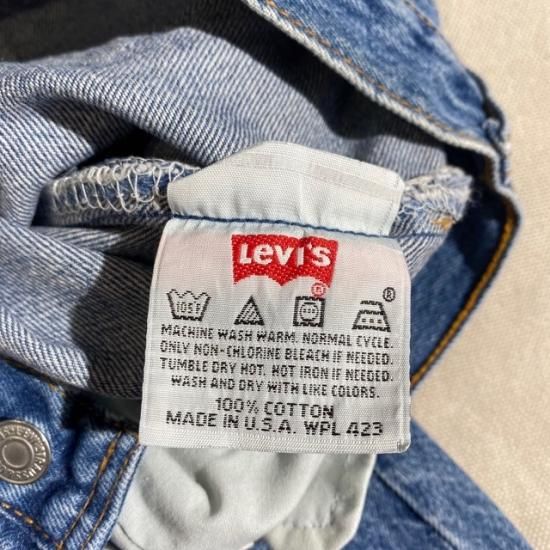 Levi's
®
105F
®
MACHINE WASH WARM. NORMAL CYCLE.
ONLY NON-CHLORINE BLEACH IF NEEDED.
TUMBLE DRY HOT. HOT IRON IF NEEDED.
WASH AND DRY WITH LIKE COLORS.
100% COTTON
MADE IN U.S.A. WPL 423